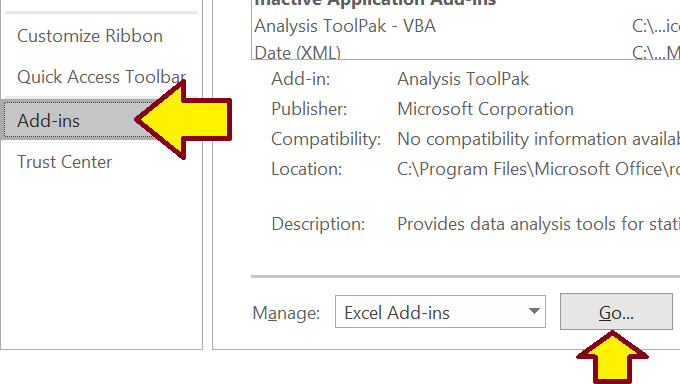 Customize Ribbon
Quick Access Toolbar
Add-ins
Trust Center
Inactive Application Add-ins
Analysis ToolPak - VBA C:\...ic
Date (XML) C:\...M
Add-in: Analysis ToolPak
Publisher: Microsoft Corporation
Compatibility: No compatibility information availa
Location: C:\Program Files\Microsoft Office\ro
Description: Provides data analysis tools for stati
Manage: Excel Add-ins Go...